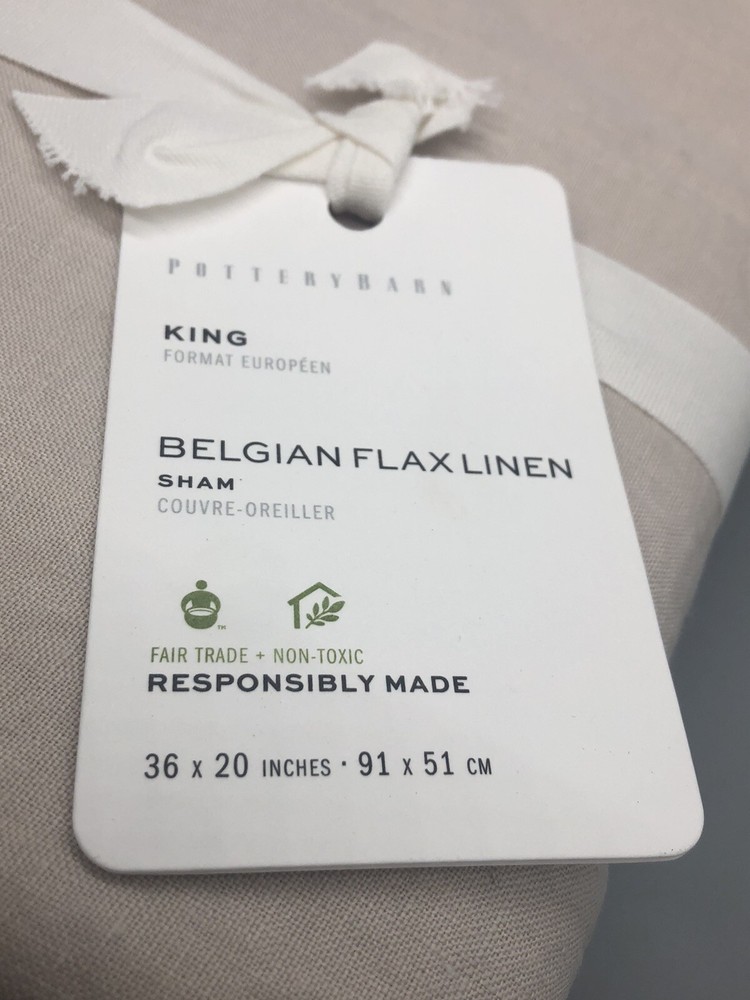 POTTERYBARN
KING
FORMAT EUROPÉEN
BELGIAN FLAX LINEN
SHAM
COUVRE-OREILLER
TM
FAIR TRADE + NON-TOXIC
RESPONSIBLY MADE
36 x 20 INCHES · 91 x 51 CM